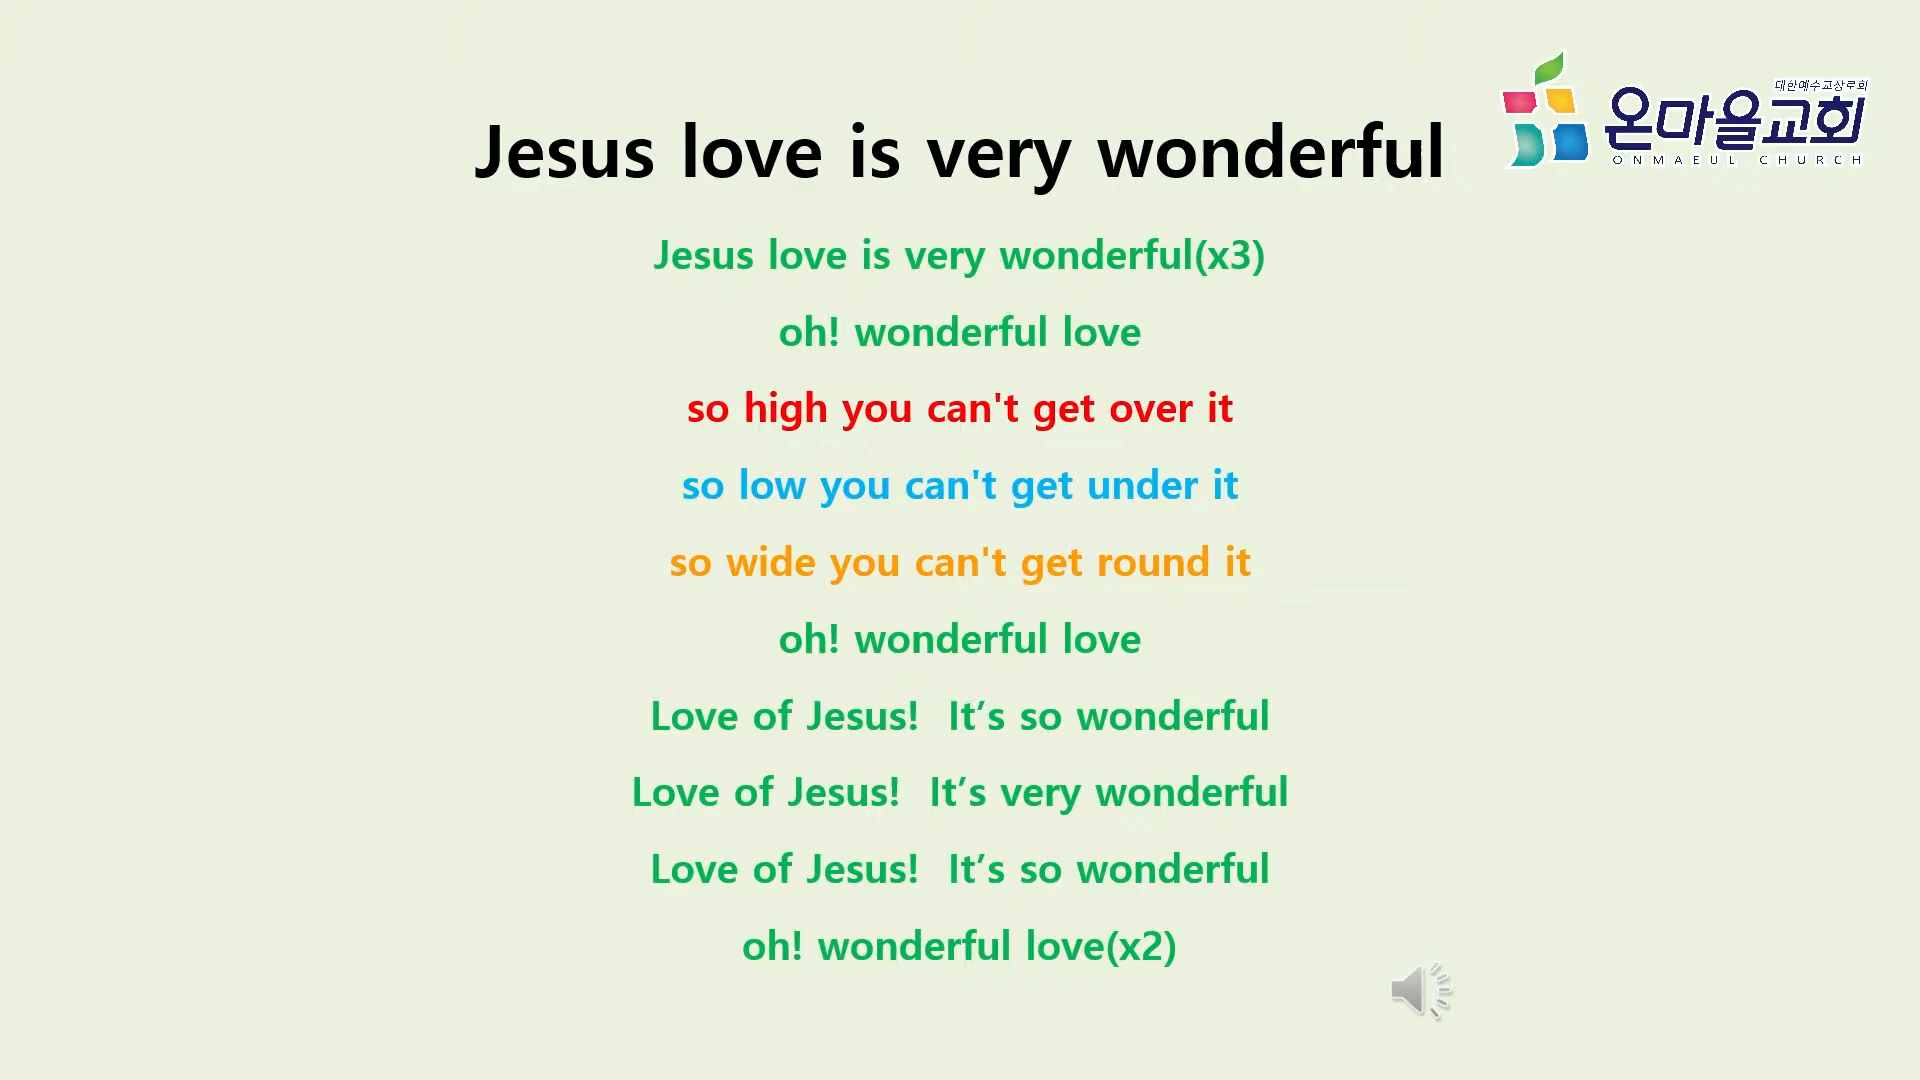 대한예수교장로회
온마을교회
ONMAEUL CHURCH
Jesus love is very wonderful
Jesus love is very wonderful(x3)
oh! wonderful love
so high you can't get over it
so low you can't get under it
so wide you can't get round it
oh! wonderful love
Love of Jesus!  It’s so wonderful
Love of Jesus!  It’s very wonderful
Love of Jesus!  It’s so wonderful
oh! wonderful love(x2)